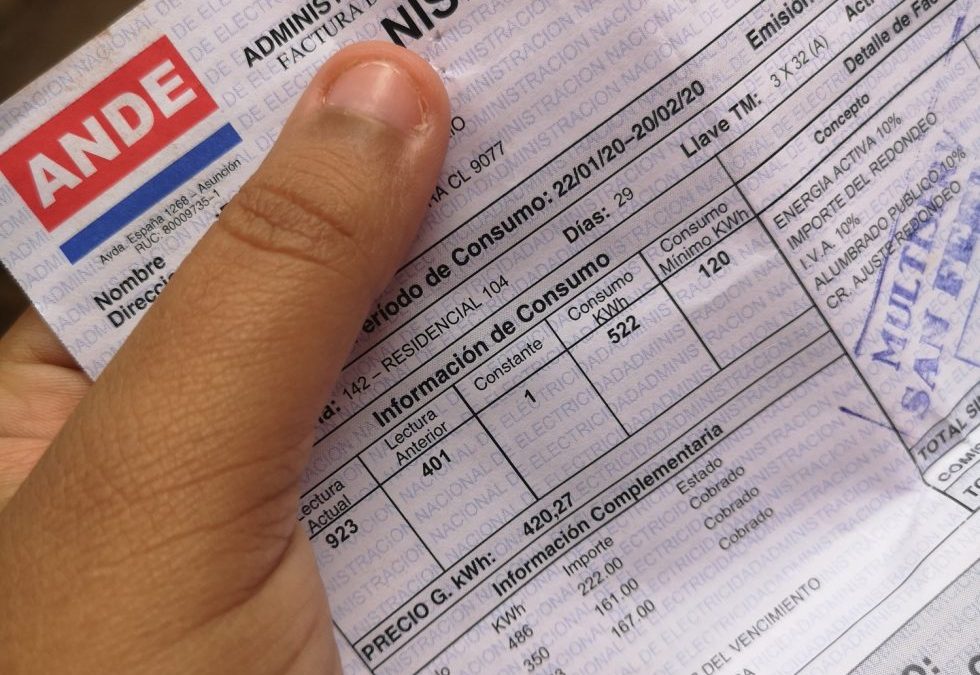 ANDE
Avda. España 1268 – Asunción
RUC: 80009735-1
Nombre
FACTURA
NIS
CL 9077
Período de Consumo: 22/01/20–20/02/20
Emisión
Días: 29
Llave TM: 3 X 32 (A)
142 – RESIDENCIAL 104
Información de Consumo
Lectura Actual
Lectura Anterior
Constante
Consumo KWh
Consumo Mínimo KWh
923
401
1
522
120
PRECIO G. kWh: 420,27
Información Complementaria
KWh
Importe
Estado
486
222.00
Cobrado
350
161.00
Cobrado
167.00
Cobrado
DEL VENCIMIENTO
Detalle de
Concepto
ENERGIA ACTIVA 10%
IMPORTE DEL REDONDEO
I.V.A. 10%
ALUMBRADO PUBLICO 10%
CR. AJUSTE REDONDEO
TOTAL
SAN